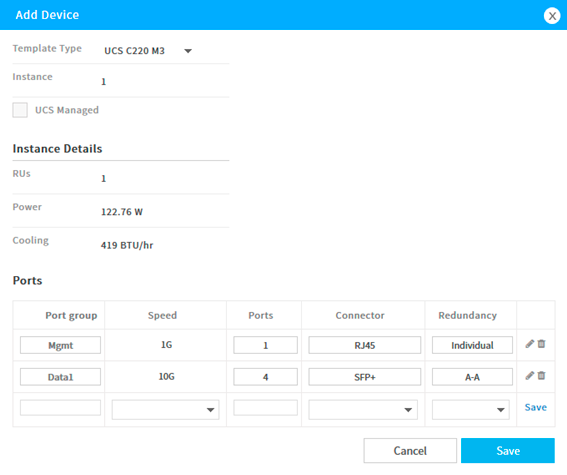 Add Device
X
Template Type UCS C220 M3
Instance 1
UCS Managed
Instance Details
RUs 1
Power 122.76 W
Cooling 419 BTU/hr
Ports
Port group Speed Ports Connector Redundancy
Mgmt 1G 1 RJ45 Individual
Data1 10G 4 SFP+ A-A
Save
Cancel Save